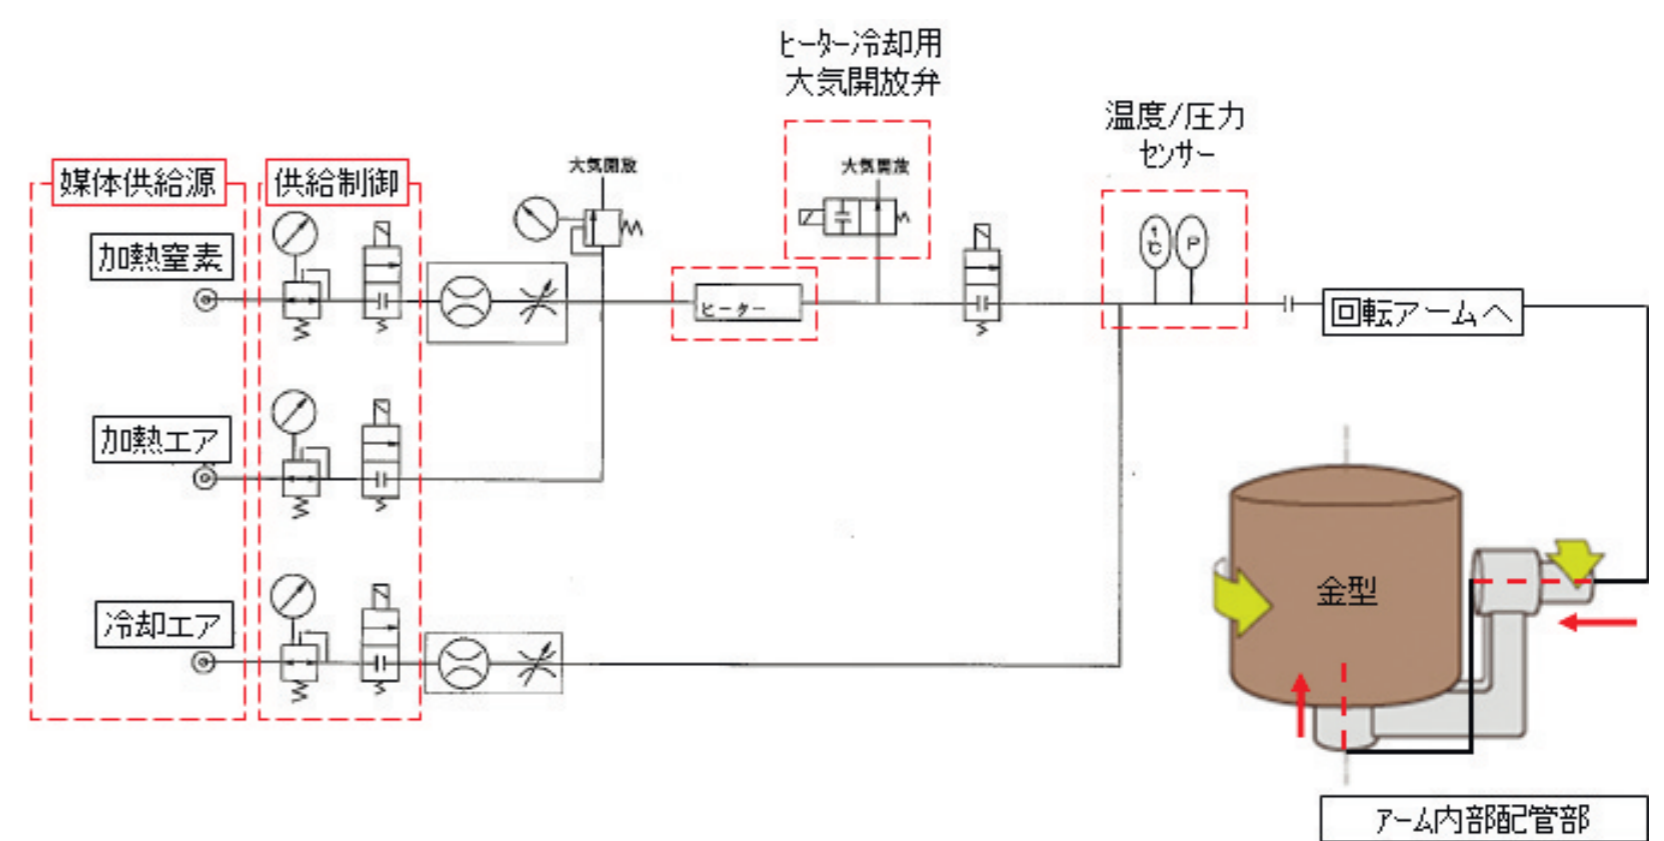 ヒーター冷却用
大気開放弁
温度/圧力
センサー
媒体供給源
供給制御
大気開放
大気開放
加熱窒素
℃
P
ヒーター
回転アームへ
加熱エア
金型
冷却エア
アーム内部配管部